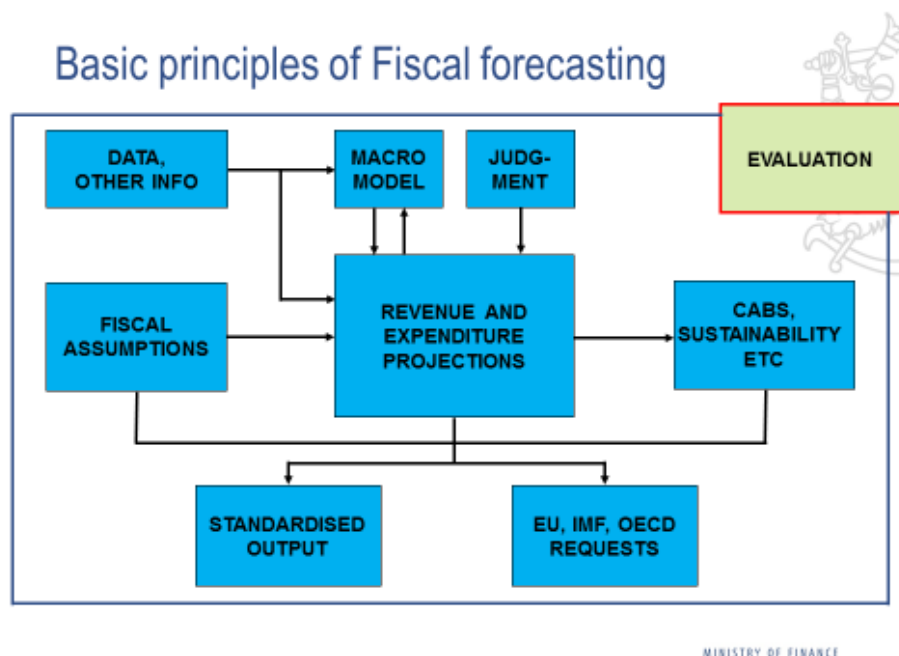 Basic principles of Fiscal forecasting
EVALUATION
DATA,
OTHER INFO
MACRO
MODEL
JUDG-
MENT
FISCAL
ASSUMPTIONS
REVENUE AND
EXPENDITURE
PROJECTIONS
CABS,
SUSTAINABILITY
ETC
STANDARDISED
OUTPUT
EU, IMF, OECD
REQUESTS
MINISTRY OF FINANCE